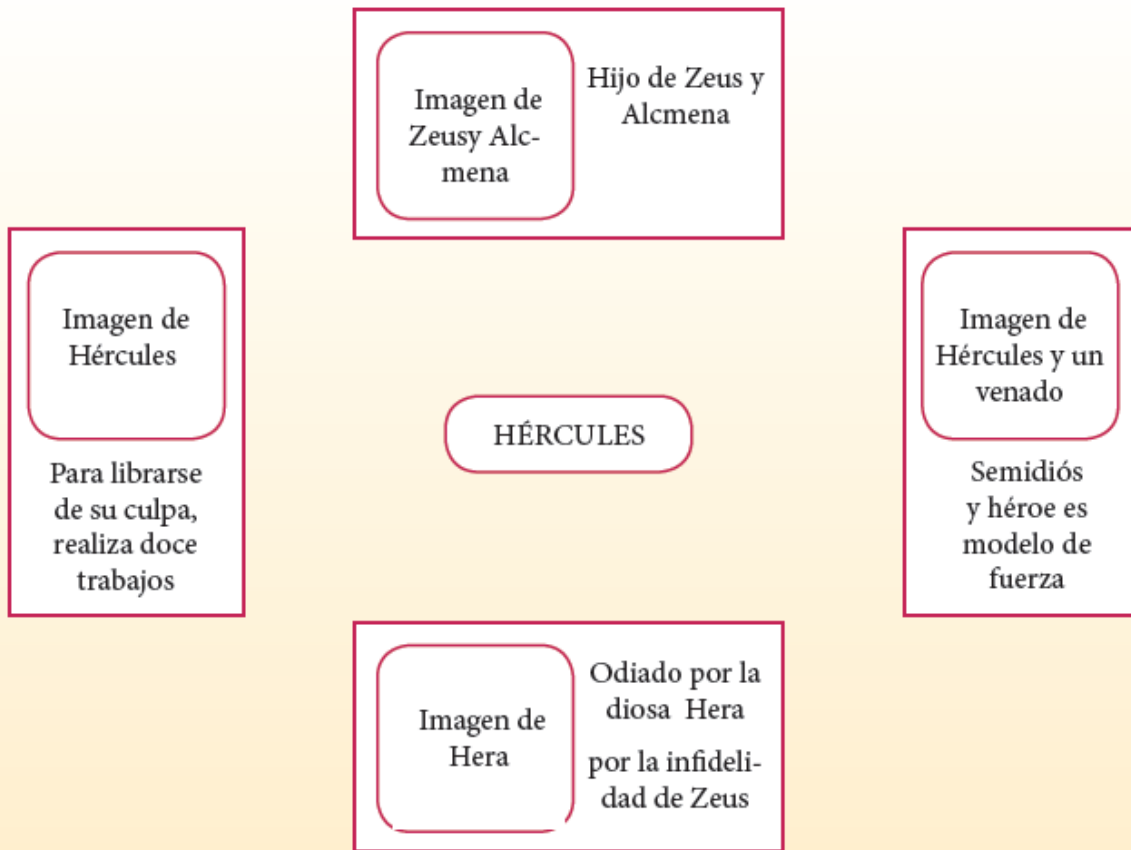 Imagen de
Zeusy Alc-
mena
Hijo de Zeus y
Alcmena
Imagen de
Hércules
Para librarse
de su culpa,
realiza doce
trabajos
HÉRCULES
Imagen de
Hércules y un
venado
Semidiós
y héroe es
modelo de
fuerza
Imagen de
Hera
Odiado por la
diosa Hera
por la infideli-
dad de Zeus